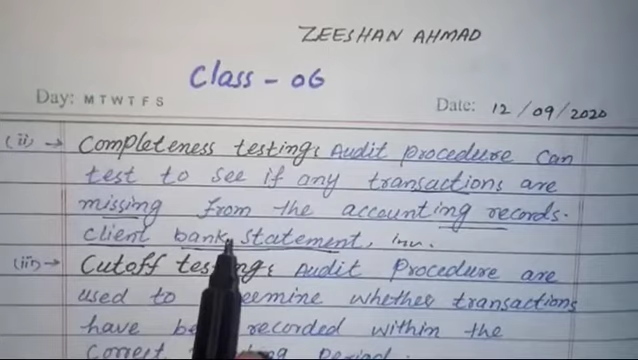 ZEESHAN AHMAD
Class - 06
Day: M T W T F S
Date: 12/09/2020
(ii) → Completeness testing: Audit procedure can
test to see if any transactions are
missing from the accounting records.
client bank statement, inv.
(iii) → Cutoff testing: Audit Procedure are
used to whether transactions
have recorded within the
Correct period.